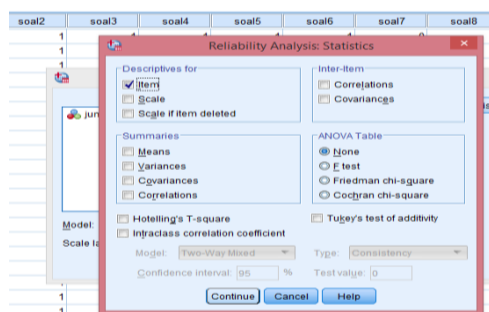 soal2 soal3 soal4 soal5 soal6 soal7 soal8
1
1
1
Reliability Analysis: Statistics
Descriptives for
Item
Scale
Scale if item deleted
Inter-Item
Correlations
Covariances
Summaries
Means
Variances
Covariances
Correlations
ANOVA Table
None
F test
Friedman chi-square
Cochran chi-square
Hotelling's T-square
Tukey's test of additivity
Intraclass correlation coefficient
Model: Two-Way Mixed Type: Consistency
Confidence interval: 95 % Test value: 0
Continue Cancel Help
jun
Model:
Scale la
1
1